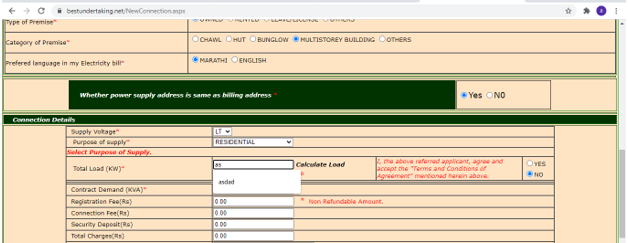 bestundertaking.net/NewConnection.aspx
Type of Premise* OWNED RENTED LEAVE/LICENSE OTHERS
Category of Premise* CHAWL HUT BUNGLOW MULTISTOREY BUILDING OTHERS
Prefered language in my Electricity bill* MARATHI ENGLISH
Whether power supply address is same as billing address * Yes NO
Connection Details
Supply Voltage* LT
Purpose of supply* RESIDENTIAL
Select Purpose of Supply.
Total Load (KW)* as Calculate Load I, the above referred applicant, agree and accept the "Terms and Conditions of Agreement" mentioned herein above. YES NO
asdad
Contract Demand (KVA)*
Registration Fee(Rs) 0.00 * Non Refundable Amount.
Connection Fee(Rs) 0.00
Security Deposit(Rs) 0.00
Total Charges(Rs) 0.00